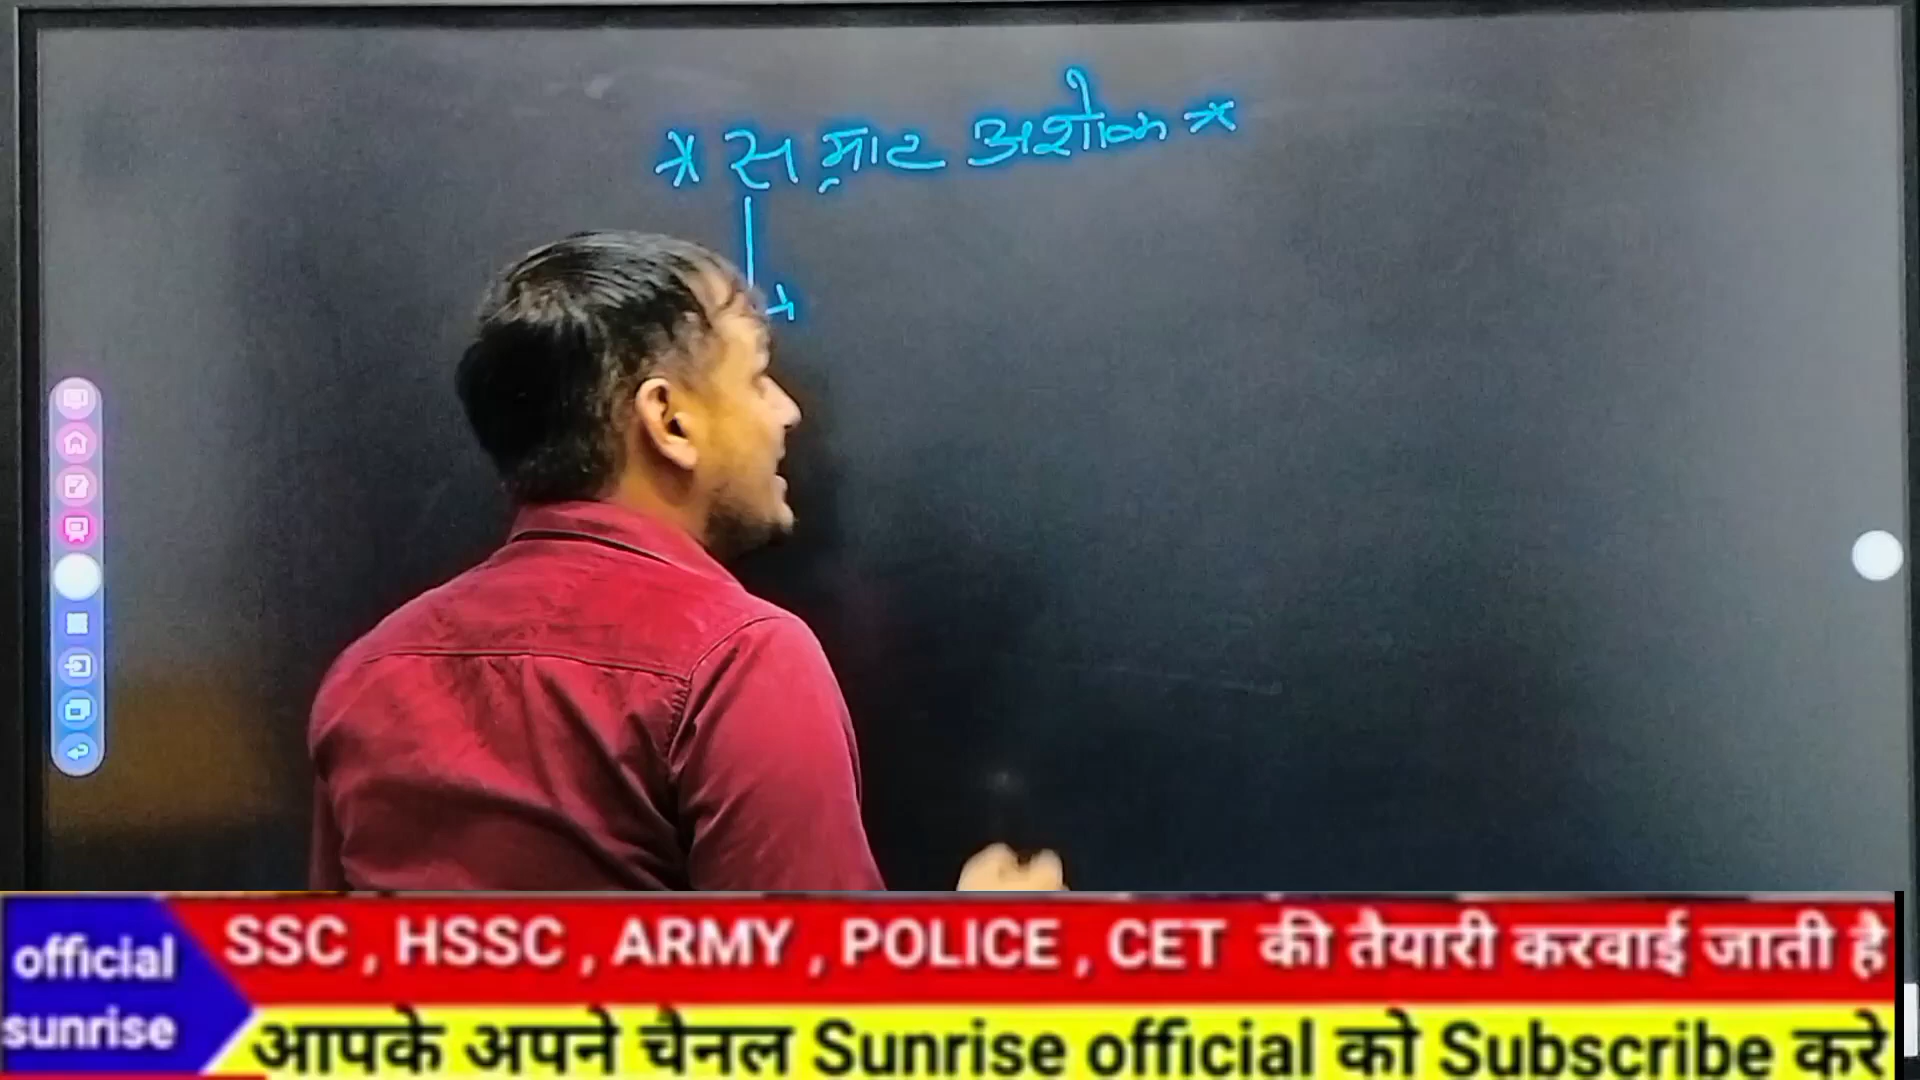 * सम्राट अशोक *
official
sunrise
SSC , HSSC , ARMY , POLICE , CET की तैयारी करवाई जाती है
आपके अपने चैनल Sunrise official को Subscribe करे